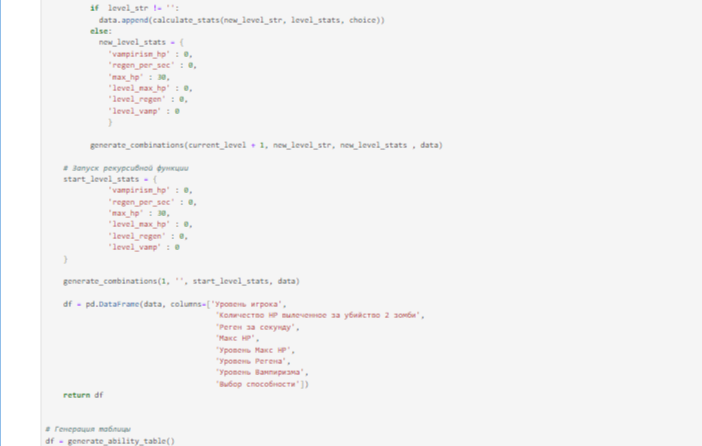 if level_str != '':
data.append(calculate_stats(new_level_str, level_stats, choice))
else:
new_level_stats = {
'vampirism_hp' : 0,
'regen_per_sec' : 0,
'max_hp' : 30,
'level_max_hp' : 0,
'level_regen' : 0,
'level_vamp' : 0
}
generate_combinations(current_level + 1, new_level_str, new_level_stats , data)
# Запуск рекурсивной функции
start_level_stats = {
'vampirism_hp' : 0,
'regen_per_sec' : 0,
'max_hp' : 30,
'level_max_hp' : 0,
'level_regen' : 0,
'level_vamp' : 0
}
generate_combinations(1, '', start_level_stats, data)
df = pd.DataFrame(data, columns=['Уровень игрока',
'Количество HP вылеченное за убийство 2 зомби',
'Реген за секунду',
'Макс HP',
'Уровень Макс HP',
'Уровень Регена',
'Уровень Вампиризма',
'Выбор способности'])
return df
# Генерация таблицы
df = generate_ability_table()